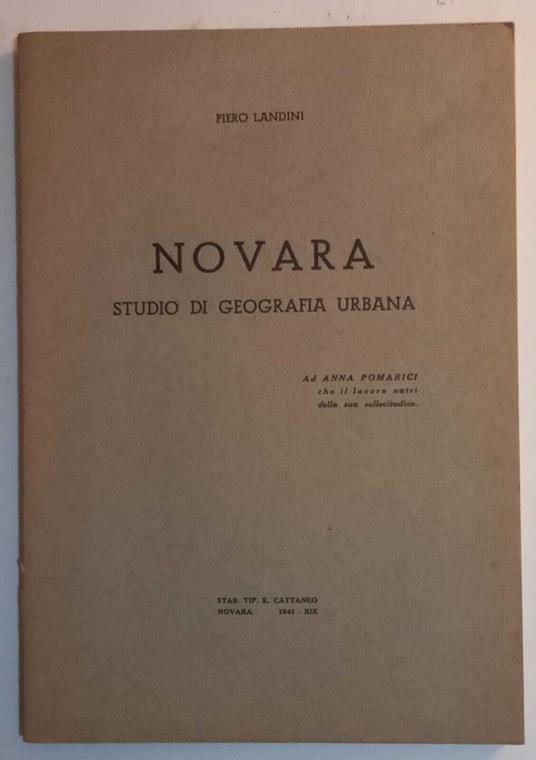 PIERO LANDINI
NOVARA
STUDIO DI GEOGRAFIA URBANA
Ad ANNA POMARICI
che il lavoro nutrì
della sua sollecitudine.
STAB. TIP. E. CATTANEO
NOVARA 1941 - XIX